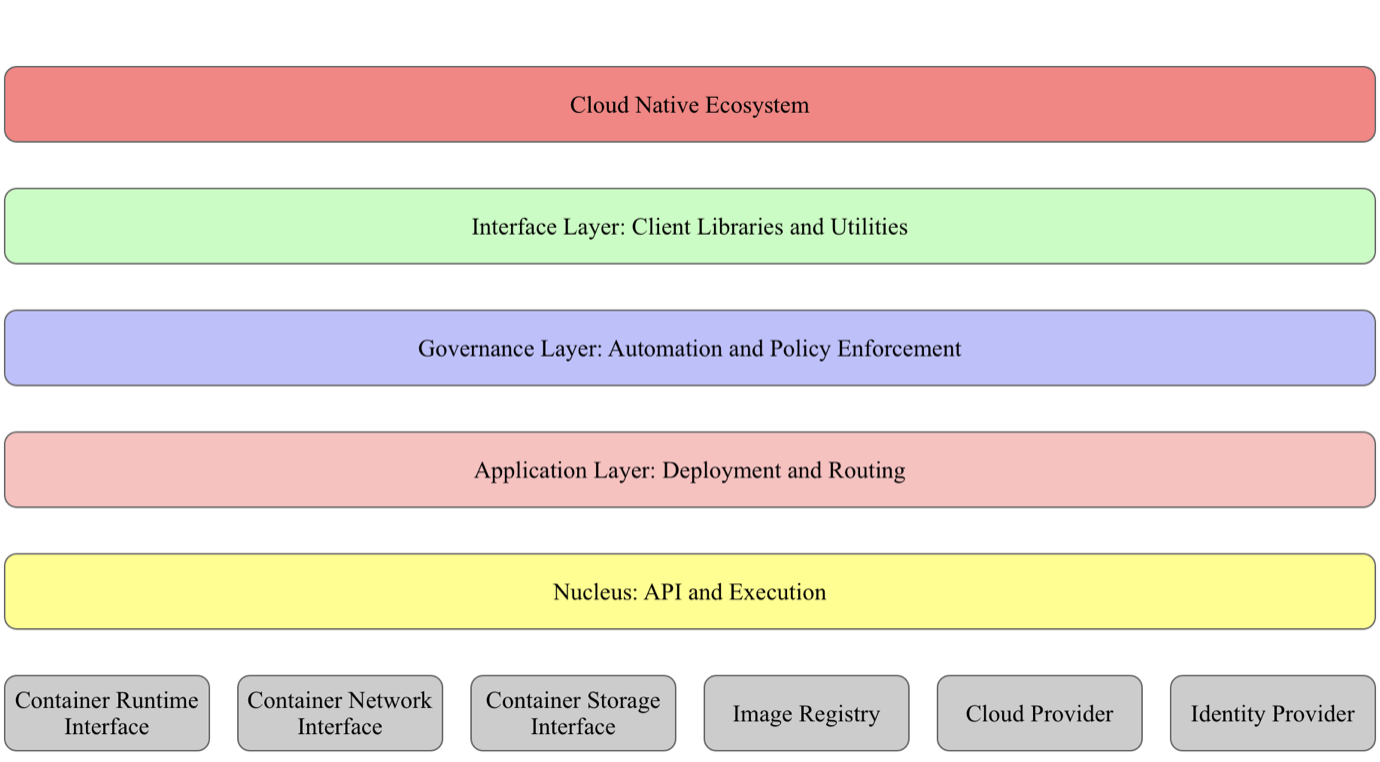 Cloud Native Ecosystem
Interface Layer: Client Libraries and Utilities
Governance Layer: Automation and Policy Enforcement
Application Layer: Deployment and Routing
Nucleus: API and Execution
Container Runtime
Interface
Container Network
Interface
Container Storage
Interface
Image Registry
Cloud Provider
Identity Provider